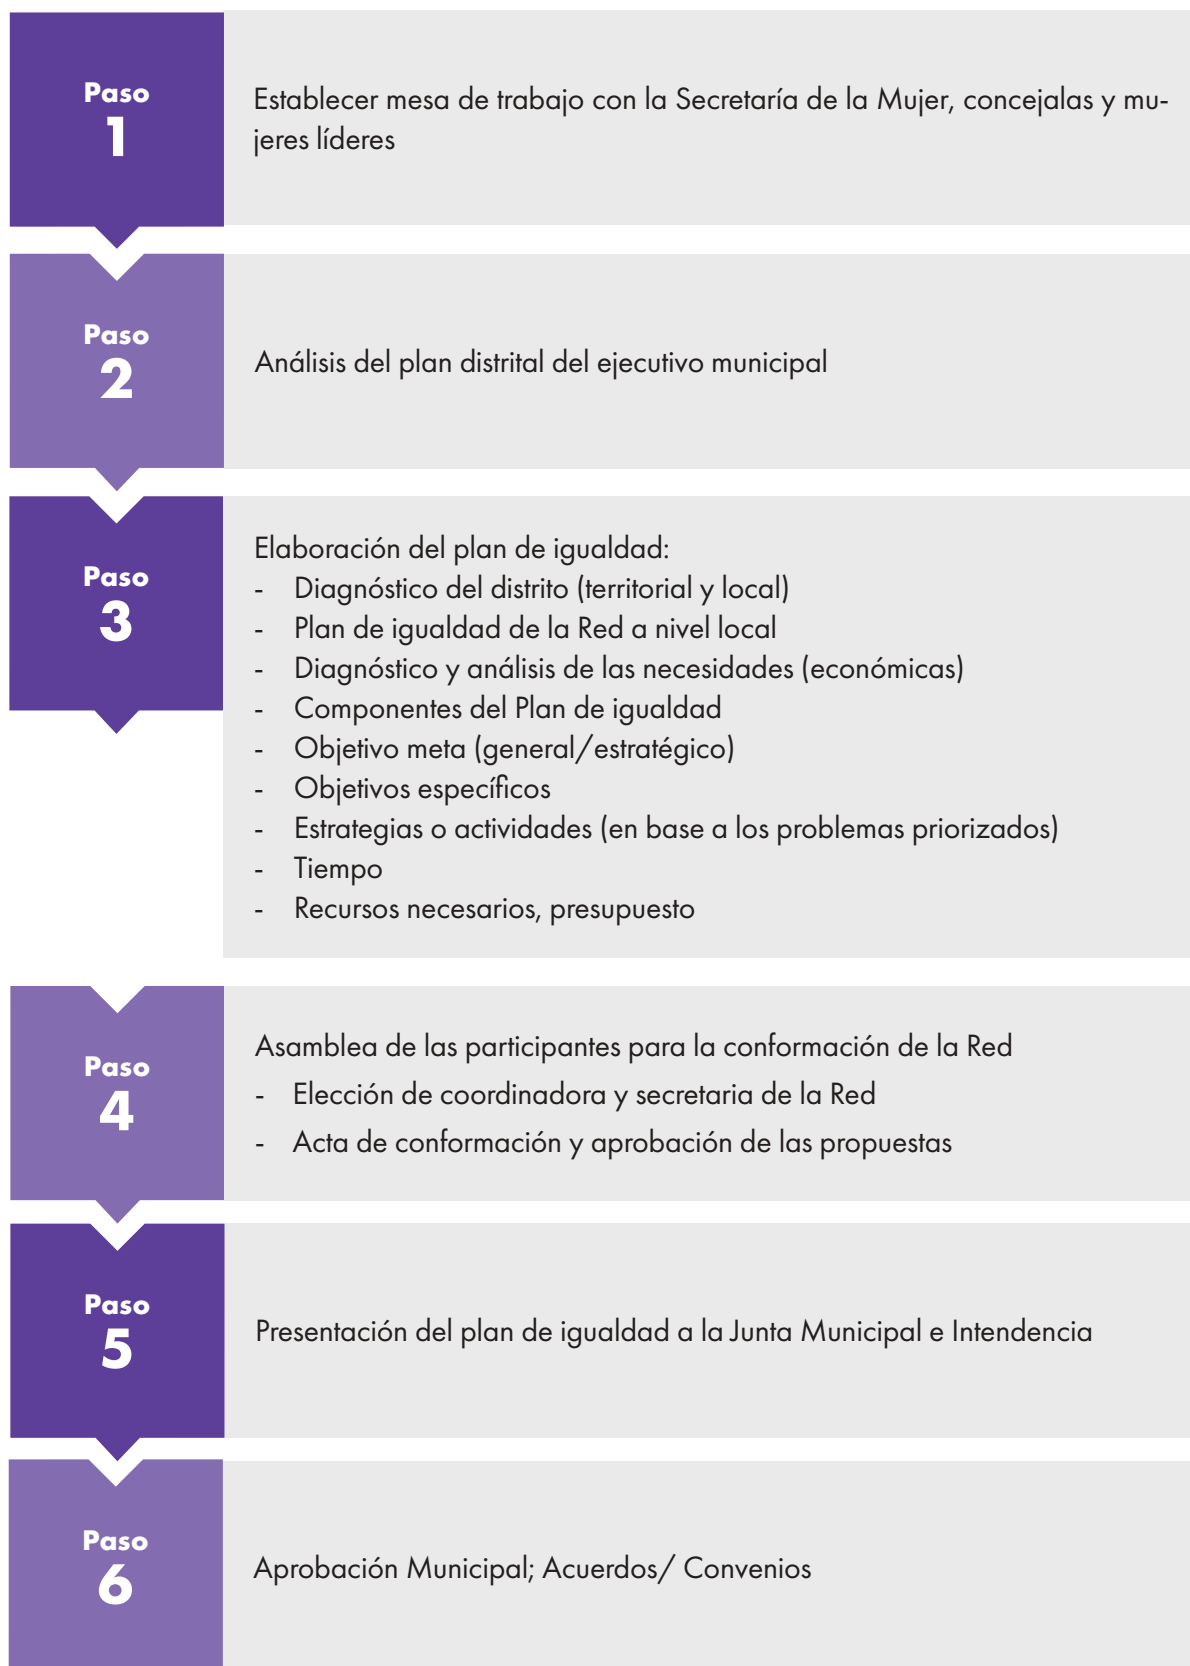 Paso
1
Establecer mesa de trabajo con la Secretaría de la Mujer, concejalas y mu-
jeres líderes
Paso
2
Análisis del plan distrital del ejecutivo municipal
Paso
3
Elaboración del plan de igualdad:
- Diagnóstico del distrito (territorial y local)
- Plan de igualdad de la Red a nivel local
- Diagnóstico y análisis de las necesidades (económicas)
- Componentes del Plan de igualdad
- Objetivo meta (general/estratégico)
- Objetivos específicos
- Estrategias o actividades (en base a los problemas priorizados)
- Tiempo
- Recursos necesarios, presupuesto
Paso
4
Asamblea de las participantes para la conformación de la Red
- Elección de coordinadora y secretaria de la Red
- Acta de conformación y aprobación de las propuestas
Paso
5
Presentación del plan de igualdad a la Junta Municipal e Intendencia
Paso
6
Aprobación Municipal; Acuerdos/ Convenios